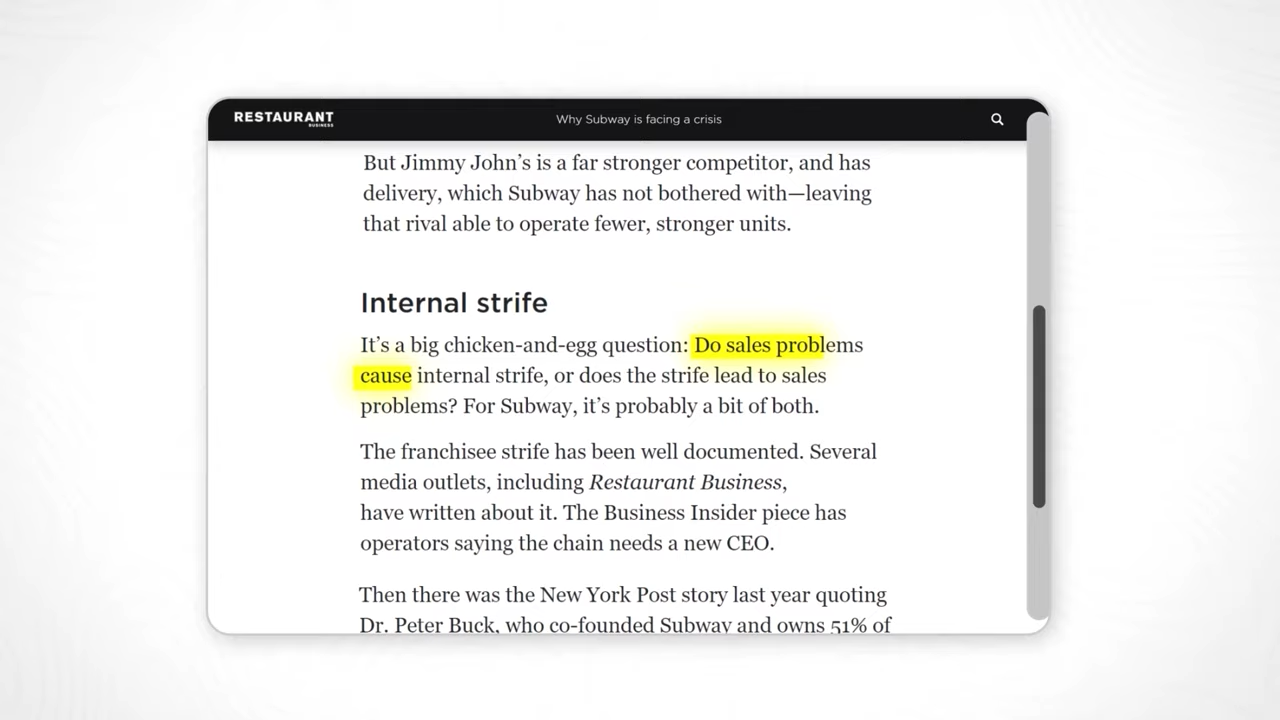 RESTAURANT
BUSINESS
Why Subway is facing a crisis
But Jimmy John’s is a far stronger competitor, and has
delivery, which Subway has not bothered with—leaving
that rival able to operate fewer, stronger units.
Internal strife
It’s a big chicken-and-egg question: Do sales problems
cause internal strife, or does the strife lead to sales
problems? For Subway, it’s probably a bit of both.
The franchisee strife has been well documented. Several
media outlets, including Restaurant Business,
have written about it. The Business Insider piece has
operators saying the chain needs a new CEO.
Then there was the New York Post story last year quoting
Dr. Peter Buck, who co-founded Subway and owns 51% of